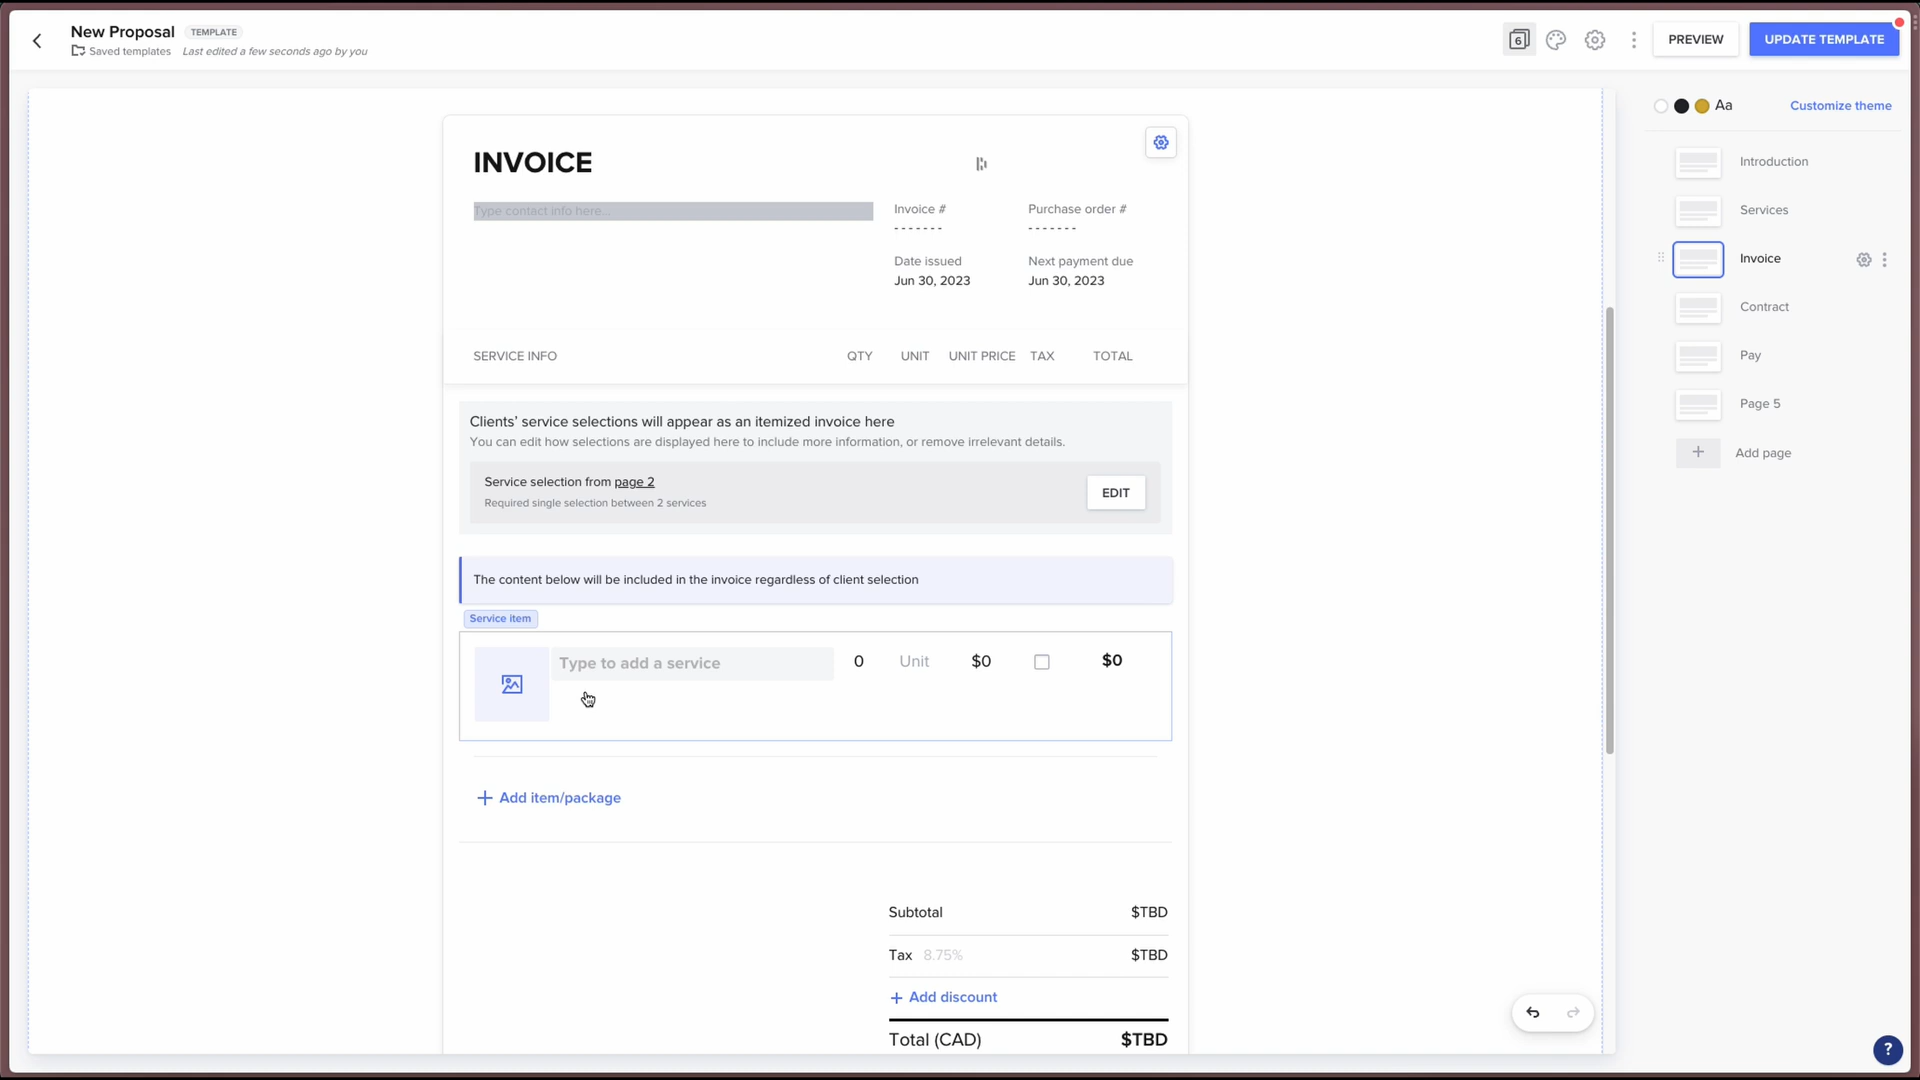 New Proposal TEMPLATE
Saved templates Last edited a few seconds ago by you
6
PREVIEW
UPDATE TEMPLATE
Aa
Customize theme
INVOICE
Type contact info here...
Invoice # Purchase order #
------- -------
Date issued Next payment due
Jun 30, 2023 Jun 30, 2023
SERVICE INFO QTY UNIT UNIT PRICE TAX TOTAL
Clients' service selections will appear as an itemized invoice here
You can edit how selections are displayed here to include more information, or remove irrelevant details.
Service selection from page 2
Required single selection between 2 services
EDIT
The content below will be included in the invoice regardless of client selection
Service item
Type to add a service 0 Unit $0 $0
+ Add item/package
Subtotal $TBD
Tax 8.75% $TBD
+ Add discount
Total (CAD) $TBD
Introduction
Services
Invoice
Contract
Pay
Page 5
+ Add page
?